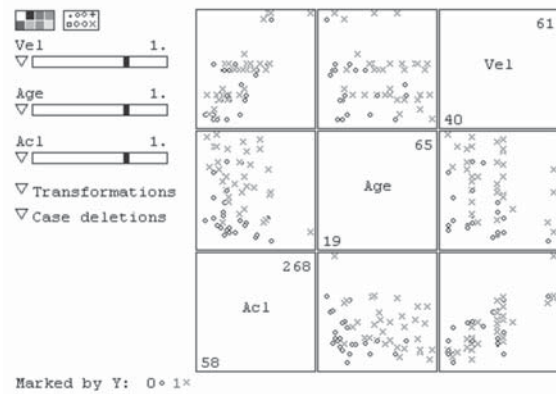 61
Vel 1.
Vel
40
Age 1.
65
Age
19
Acl 1.
▽ Transformations
▽ Case deletions
268
Acl
58
Marked by Y: 0◦ 1×